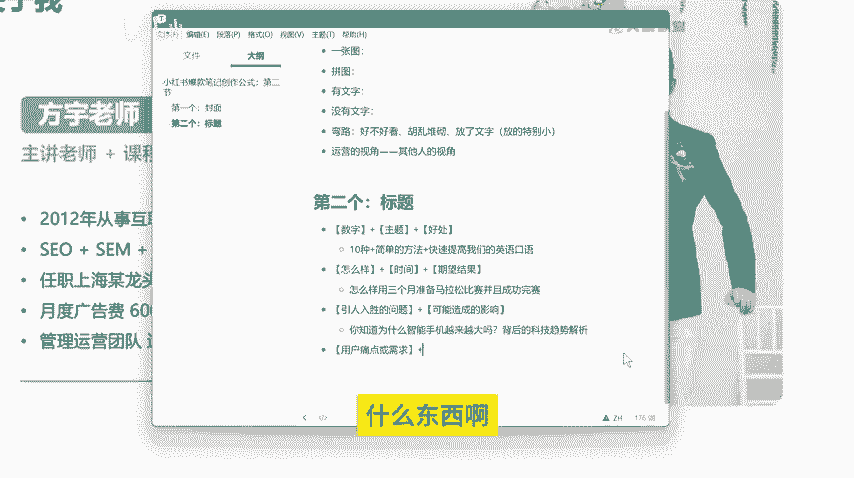 方宇老师
主讲老师 + 课程
2012年从事互联
SEO + SEM +
任职上海某龙头
月度广告费 600
管理运营团队
文件(F) 编辑(E) 段落(P) 格式(O) 视图(V) 主题(T) 帮助(H)
文件 大纲
小红书爆款笔记创作公式：第二
节
第一个：封面
第二个：标题
一张图：
拼图：
有文字：
没有文字：
弯路：好不好看、胡乱堆砌、放了文字（放的特别小）
运营的视角——其他人的视角
第二个：标题
【数字】+【主题】+【好处】
10种+简单的方法+快速提高我们的英语口语
【怎么样】+【时间】+【期望结果】
怎么样用三个月准备马拉松比赛并且成功完赛
【引人入胜的问题】+【可能造成的影响】
你知道为什么智能手机越来越大吗？背后的科技趋势解析
【用户痛点或需求】+
ZH 176 词
什么东西啊